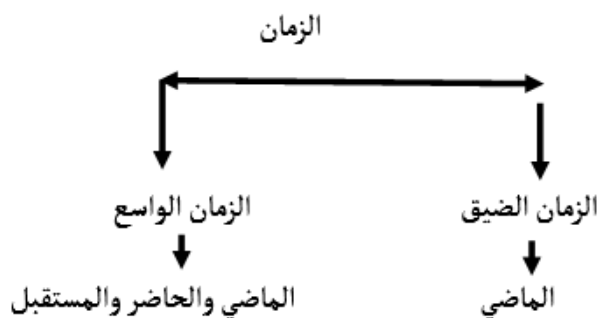 الزمان
الزمان الضيق
الزمان الواسع
الماضي
الماضي والحاضر والمستقبل